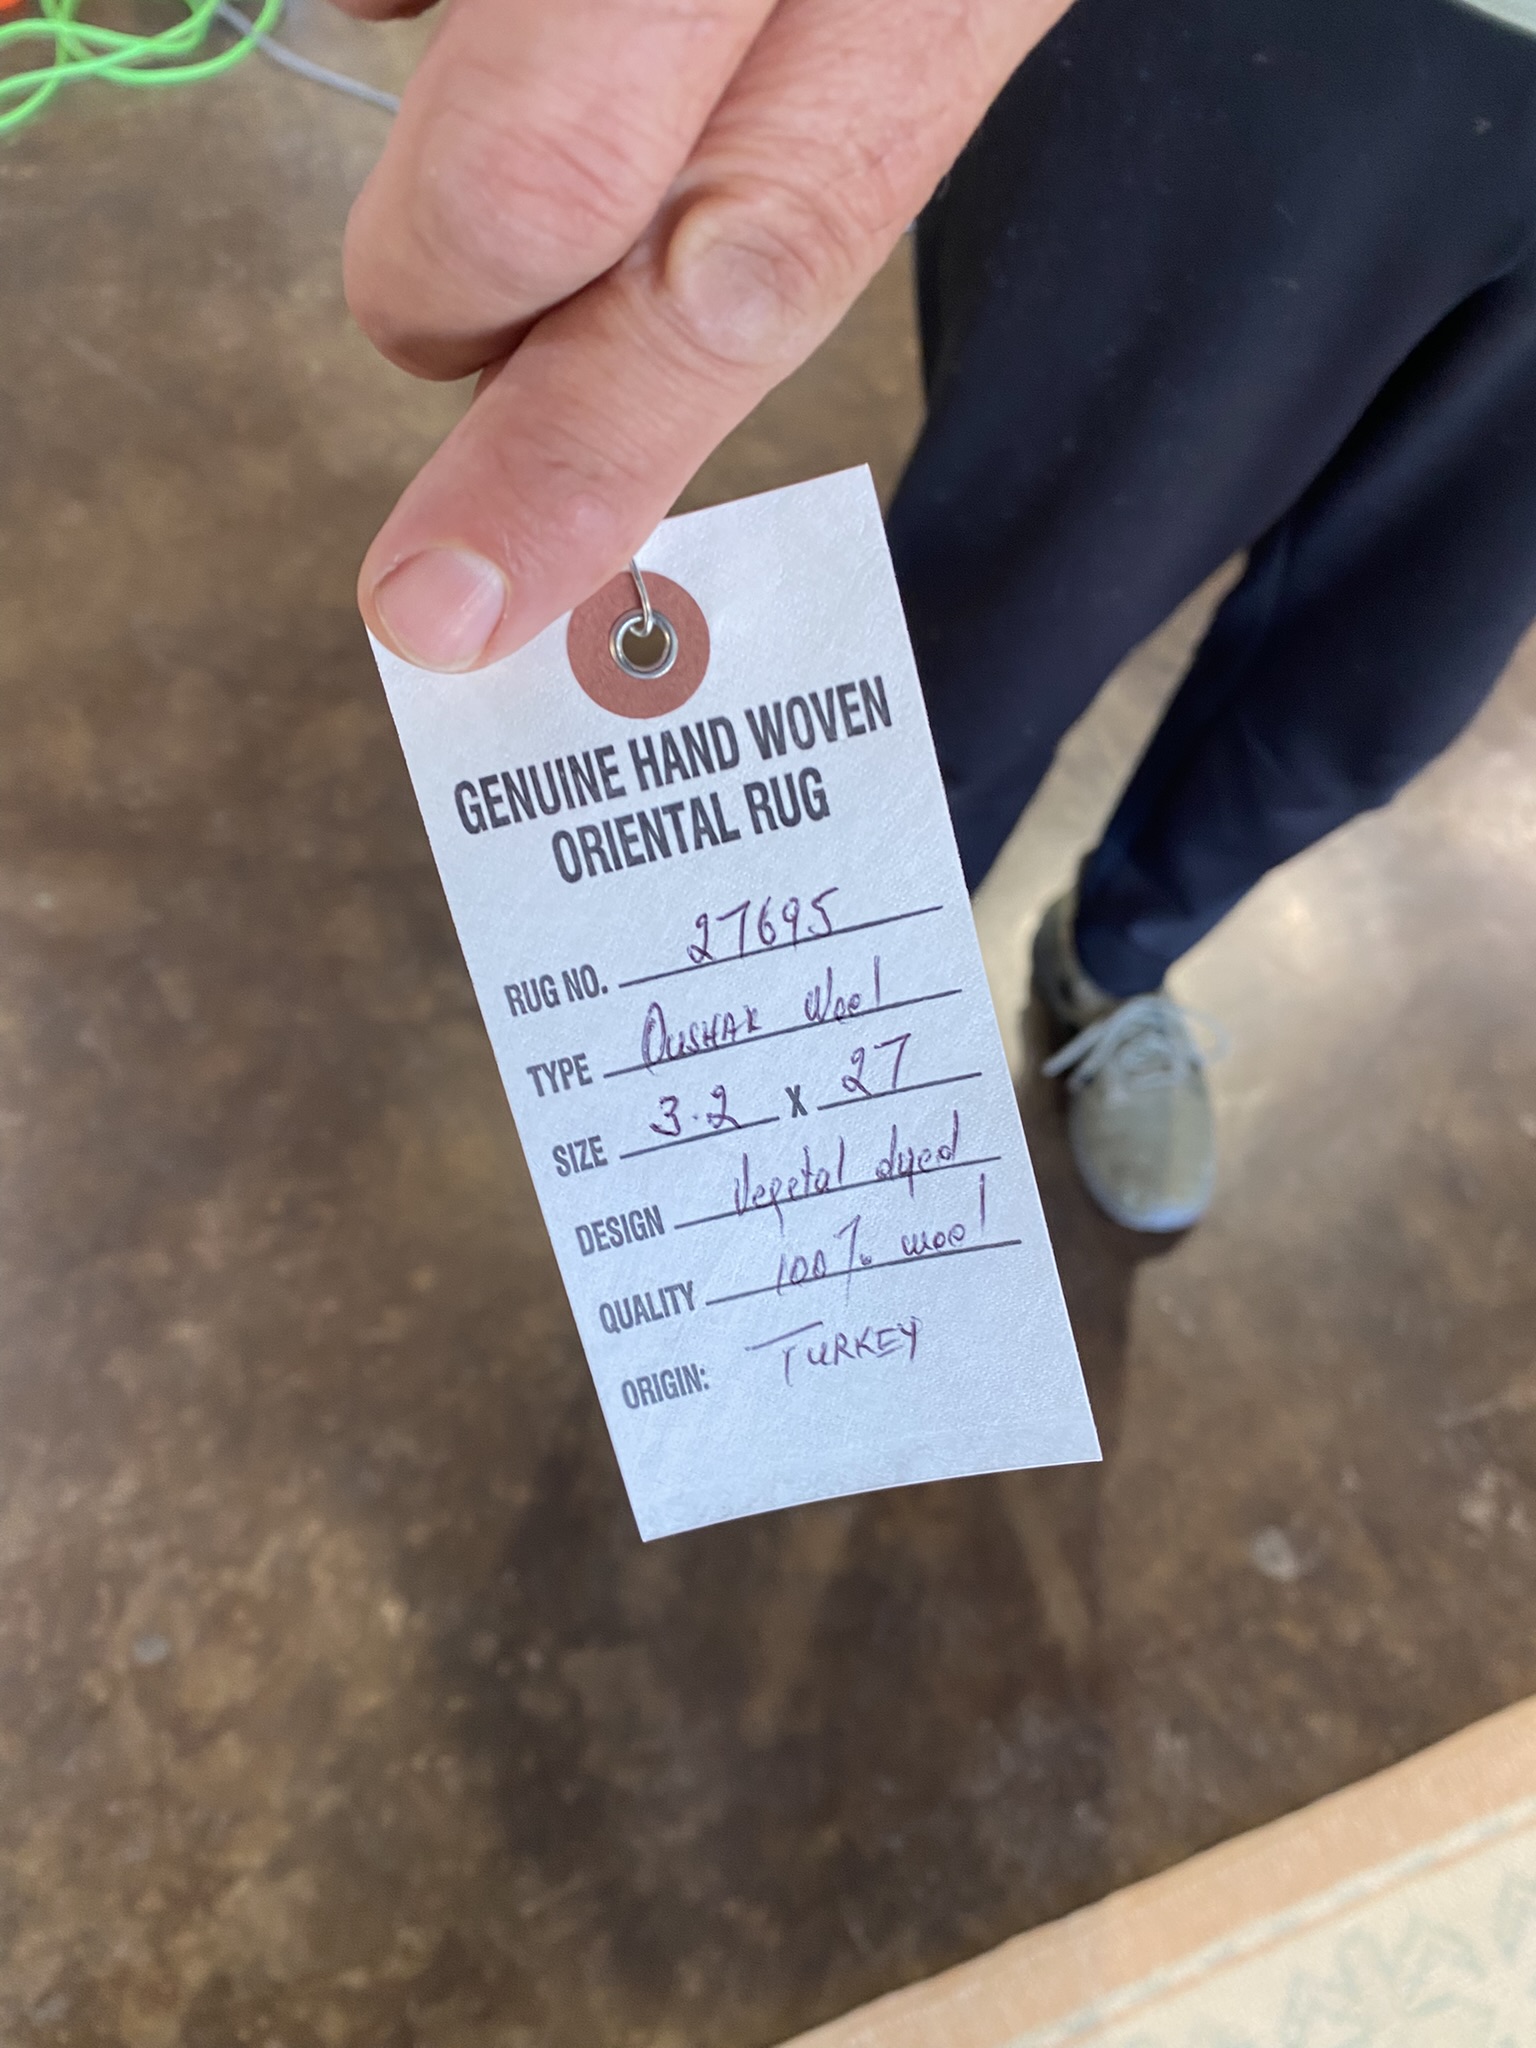 GENUINE HAND WOVEN
ORIENTAL RUG
RUG NO. 27695
TYPE Oushak Wool
SIZE 3.2 X 27
DESIGN Vegetal dyed
QUALITY 100% wool
ORIGIN: TURKEY